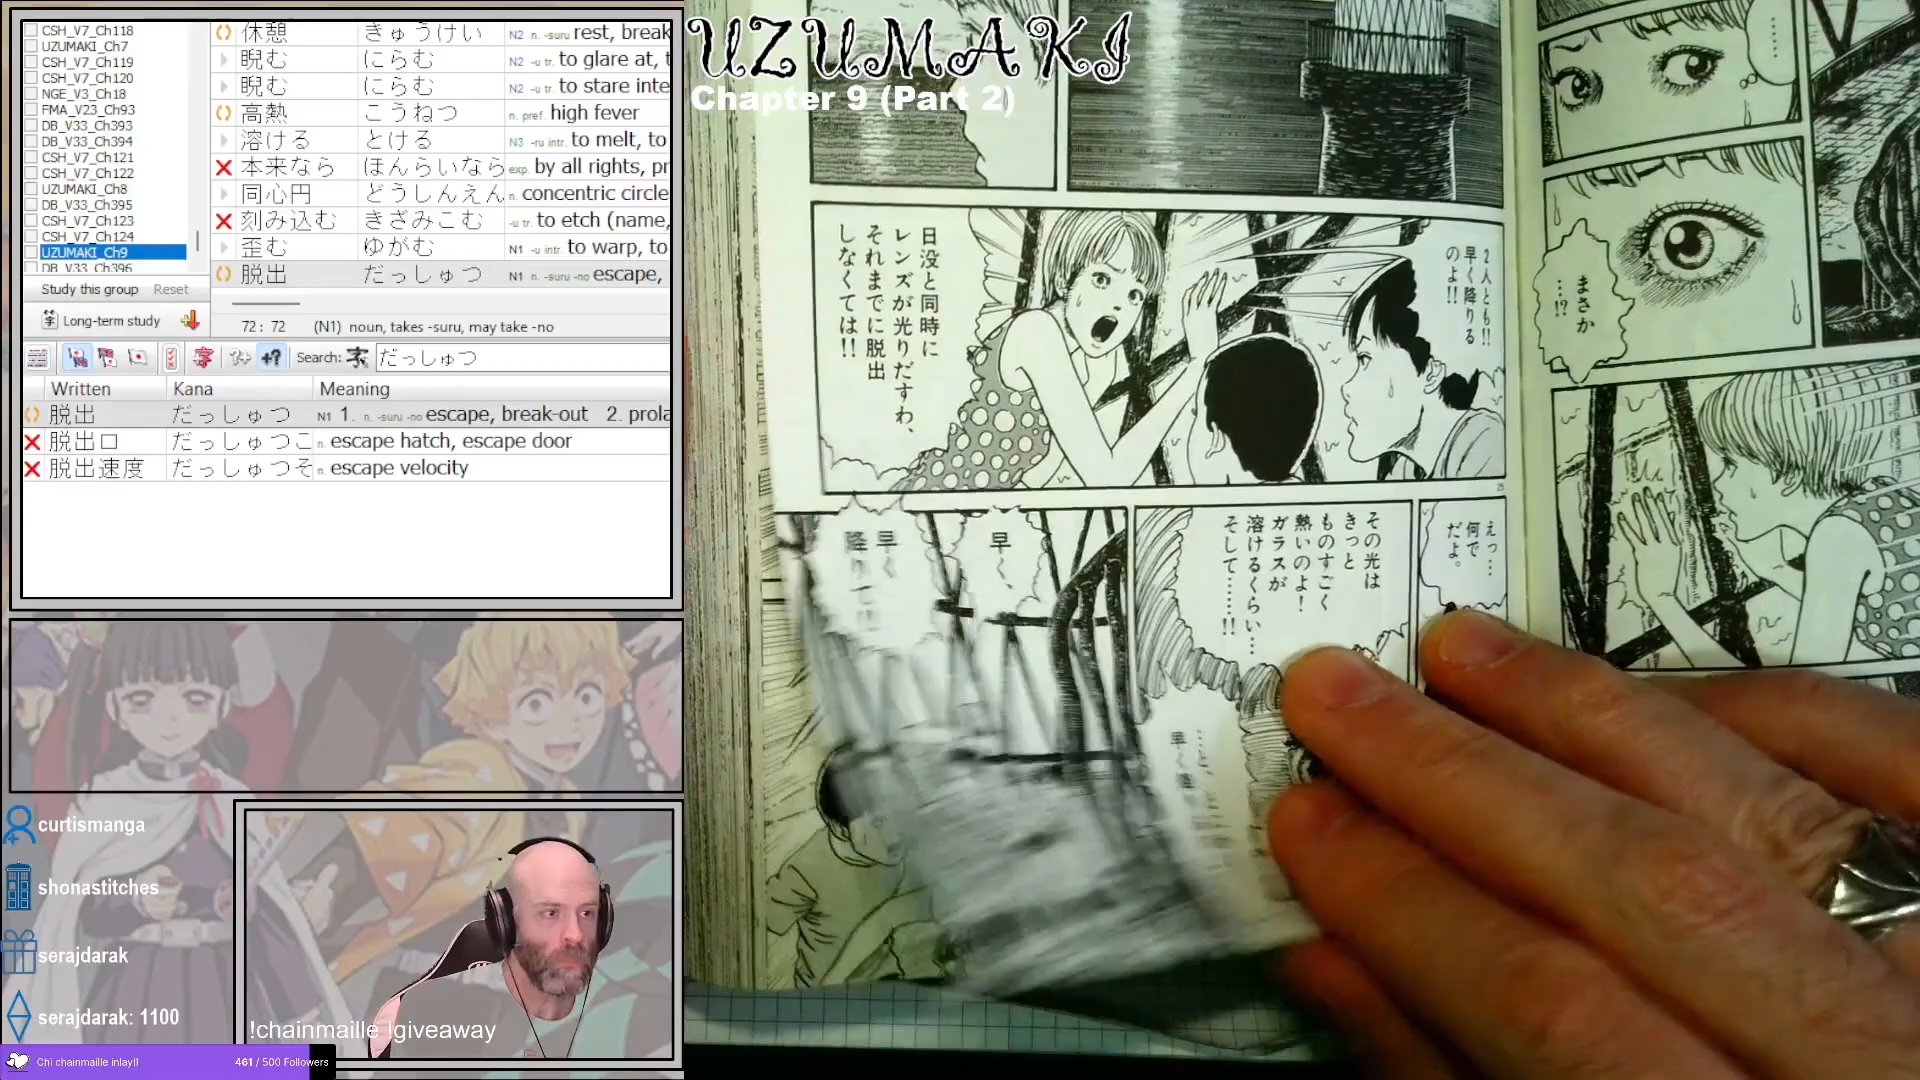 CSH_V7_Ch118
UZUMAKI_Ch7
CSH_V7_Ch119
CSH_V7_Ch120
NGE_V3_Ch18
FMA_V23_Ch93
DB_V33_Ch393
DB_V33_Ch394
CSH_V7_Ch121
CSH_V7_Ch122
UZUMAKI_Ch8
DB_V33_Ch395
CSH_V7_Ch123
CSH_V7_Ch124
UZUMAKI_Ch9
DB_V33_Ch396
Study this group Reset
Long-term study
休憩 きゅうけい N2 n. -suru rest, break
睨む にらむ N2 -u tr. to glare at, t
睨む にらむ N2 -u tr. to stare inte
高熱 こうねつ n. pref. high fever
溶ける とける N3 -ru intr. to melt, to
本来なら ほんらいなら exp. by all rights, pr
同心円 どうしんえん n. concentric circle
刻み込む きざみこむ -u tr. to etch (name,
歪む ゆがむ N1 -u intr. to warp, to
脱出 だっしゅつ N1 n. -suru -no escape,
72: 72 (N1) noun, takes -suru, may take -no
Search: だっしゅつ
Written Kana Meaning
脱出 だっしゅつ N1 1. n. -suru -no escape, break-out 2. prola
脱出口 だっしゅつこ n. escape hatch, escape door
脱出速度 だっしゅつそ n. escape velocity
curtismanga
shonastitches
serajdarak
serajdarak: 1100
!chainmaille !giveaway
Chi chainmaille inlay!!
461 / 500 Followers
UZUMAKI
Chapter 9 (Part 2)
……
まさか
…!?
2人とも!!
早く降りる
のよ!!
日没と同時に
レンズが光りだすわ、
それまでに脱出
しなくては!!
25
えっ…
何で
だよ。
その光は
きっと
ものすごく
熱いのよ!
ガラスが
溶けるくらい…
そして……!!
早く、
早く
降り